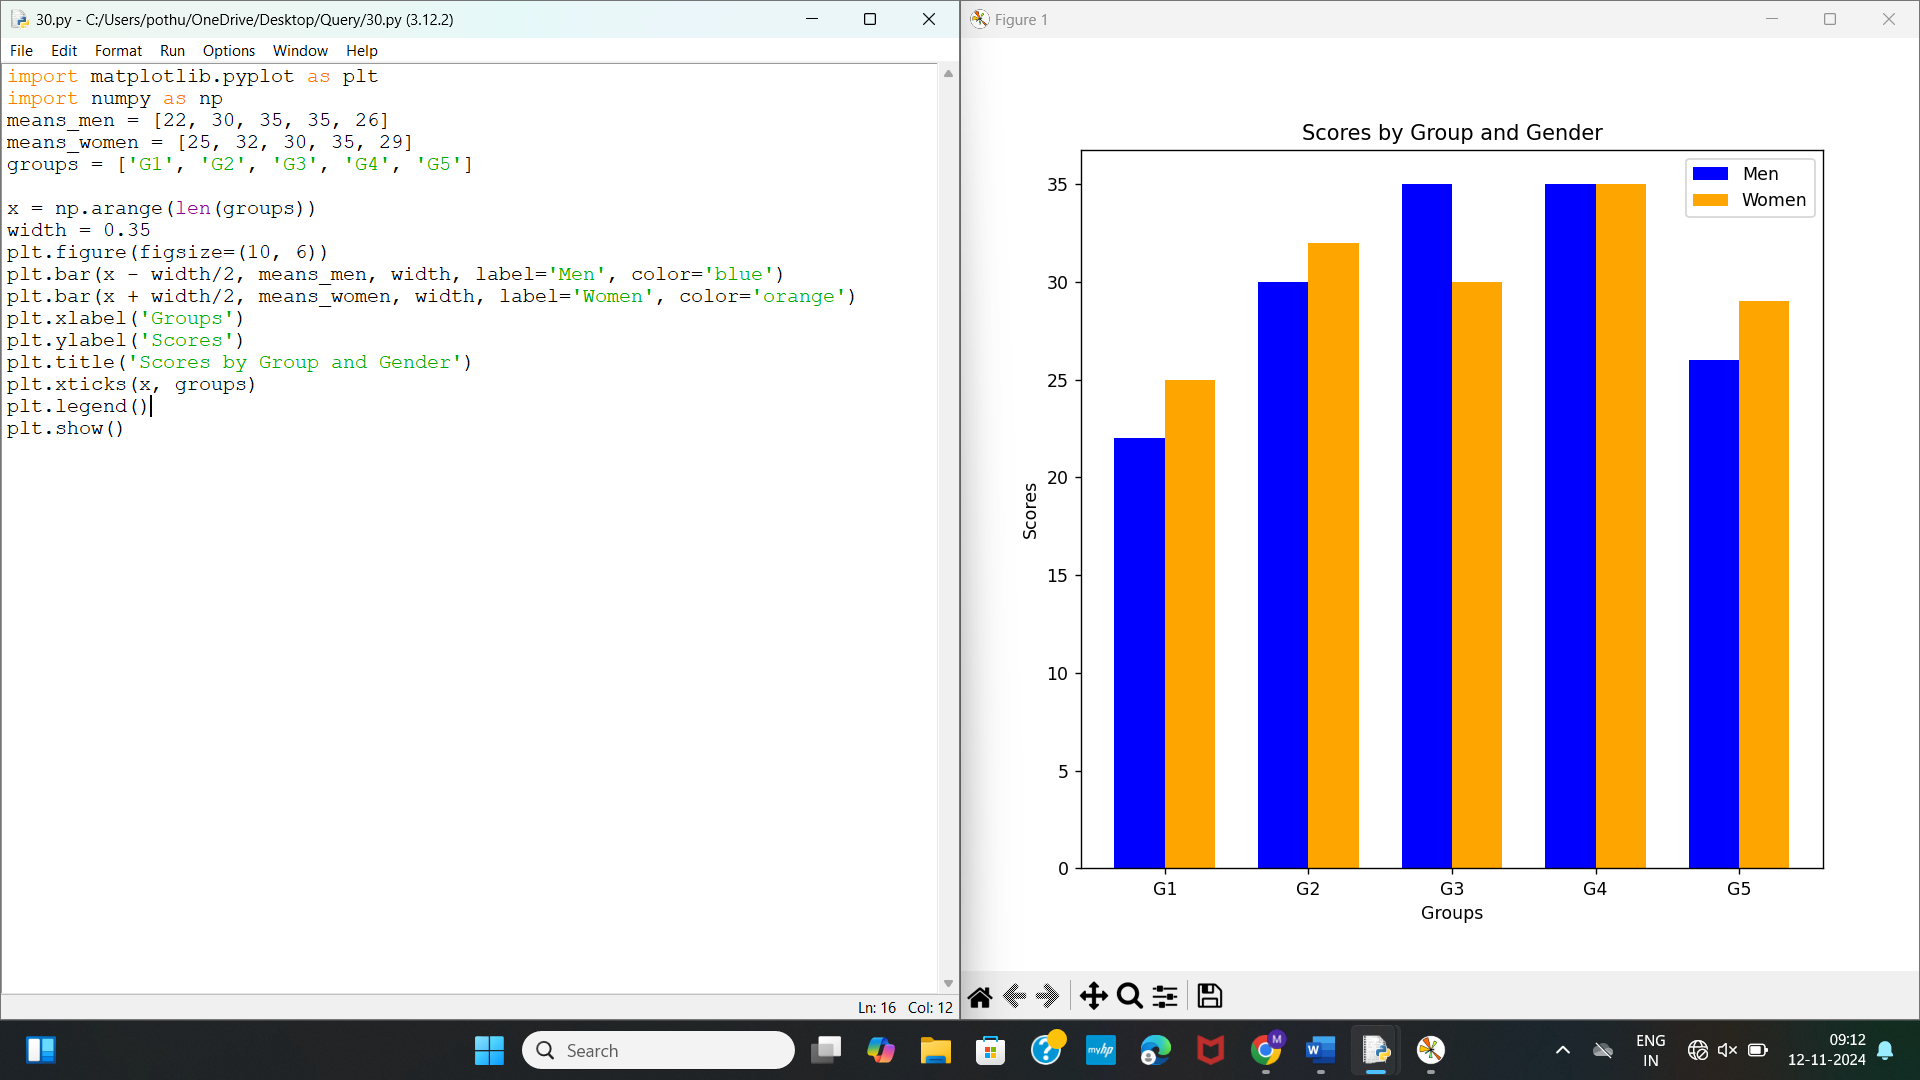 30.py - C:/Users/pothu/OneDrive/Desktop/Query/30.py (3.12.2)
File Edit Format Run Options Window Help
import matplotlib.pyplot as plt
import numpy as np
means_men = [22, 30, 35, 35, 26]
means_women = [25, 32, 30, 35, 29]
groups = ['G1', 'G2', 'G3', 'G4', 'G5']
x = np.arange(len(groups))
width = 0.35
plt.figure(figsize=(10, 6))
plt.bar(x - width/2, means_men, width, label='Men', color='blue')
plt.bar(x + width/2, means_women, width, label='Women', color='orange')
plt.xlabel('Groups')
plt.ylabel('Scores')
plt.title('Scores by Group and Gender')
plt.xticks(x, groups)
plt.legend()
plt.show()
Ln: 16 Col: 12
Figure 1
Scores by Group and Gender
Men
Women
35
30
25
20
15
10
5
0
Scores
G1 G2 G3 G4 G5
Groups
Search
myhp
M
W
ENG
IN
09:12
12-11-2024